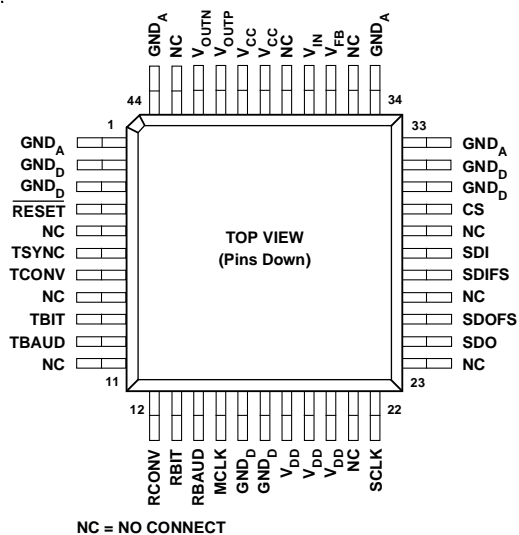 GNDA
NC
VOUTN
VOUTP
VCC
VCC
NC
VIN
VFB
NC
GNDA
44
34
1
33
GNDA
GNDD
GNDD
RESET
NC
TSYNC
TCONV
NC
TBIT
TBAUD
NC
TOP VIEW
(Pins Down)
GNDA
GNDD
GNDD
CS
NC
SDI
SDIFS
NC
SDOFS
SDO
NC
11
23
12
22
RCONV
RBIT
RBAUD
MCLK
GNDD
GNDD
VDD
VDD
VDD
NC
SCLK
NC = NO CONNECT